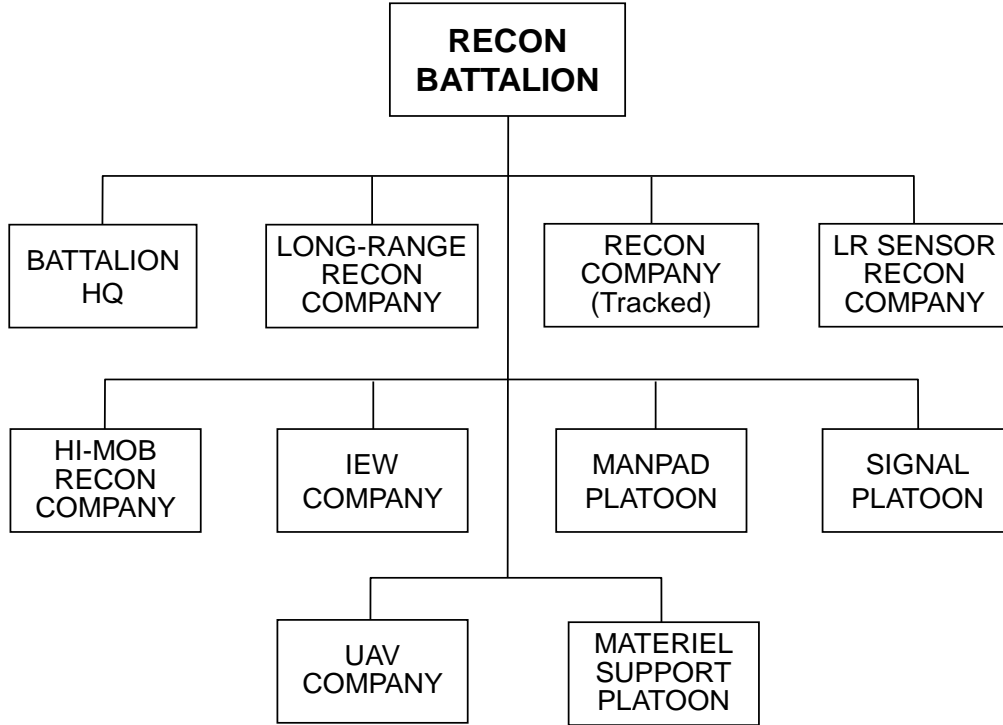 RECON
BATTALION
BATTALION
HQ
LONG-RANGE
RECON
COMPANY
RECON
COMPANY
(Tracked)
LR SENSOR
RECON
COMPANY
HI-MOB
RECON
COMPANY
IEW
COMPANY
MANPAD
PLATOON
SIGNAL
PLATOON
UAV
COMPANY
MATERIEL
SUPPORT
PLATOON